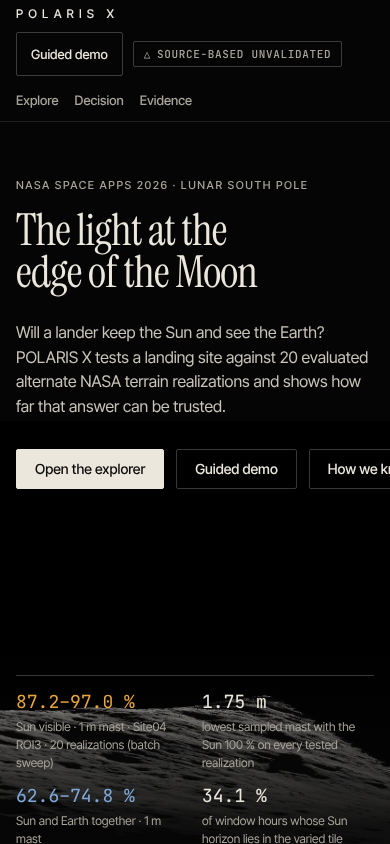 POLARIS X
Guided demo
△ SOURCE-BASED UNVALIDATED
Explore Decision Evidence
NASA SPACE APPS 2026 · LUNAR SOUTH POLE
The light at the
edge of the Moon
Will a lander keep the Sun and see the Earth?
POLARIS X tests a landing site against 20 evaluated
alternate NASA terrain realizations and shows how
far that answer can be trusted.
Open the explorer
Guided demo
How we
87.2–97.0 %
Sun visible · 1 m mast · Site04
ROI3 · 20 realizations (batch
sweep)
1.75 m
lowest sampled mast with the
Sun 100 % on every tested
realization
62.6–74.8 %
Sun and Earth together · 1 m
mast
34.1 %
of window hours whose Sun
horizon lies in the varied tile